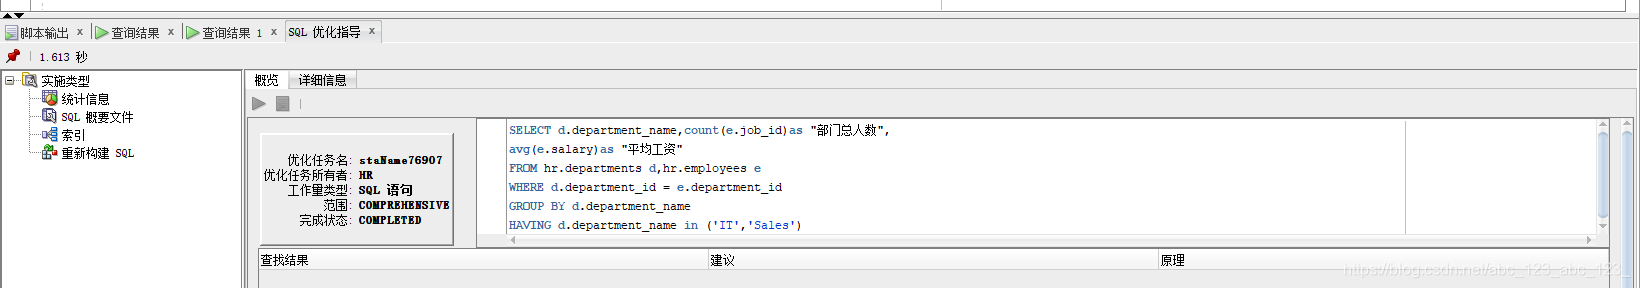 脚本输出 x 查询结果 x 查询结果 1 x SQL 优化指导 x
1.613 秒
实施类型
统计信息
SQL 概要文件
索引
重新构建 SQL
概览 详细信息
优化任务名: staName76907
优化任务所有者: HR
工作量类型: SQL 语句
范围: COMPREHENSIVE
完成状态: COMPLETED
SELECT d.department_name,count(e.job_id)as "部门总人数",
avg(e.salary)as "平均工资"
FROM hr.departments d,hr.employees e
WHERE d.department_id = e.department_id
GROUP BY d.department_name
HAVING d.department_name in ('IT','Sales')
查找结果 建议 原理
https://blog.csdn.net/abc_123_abc_123_